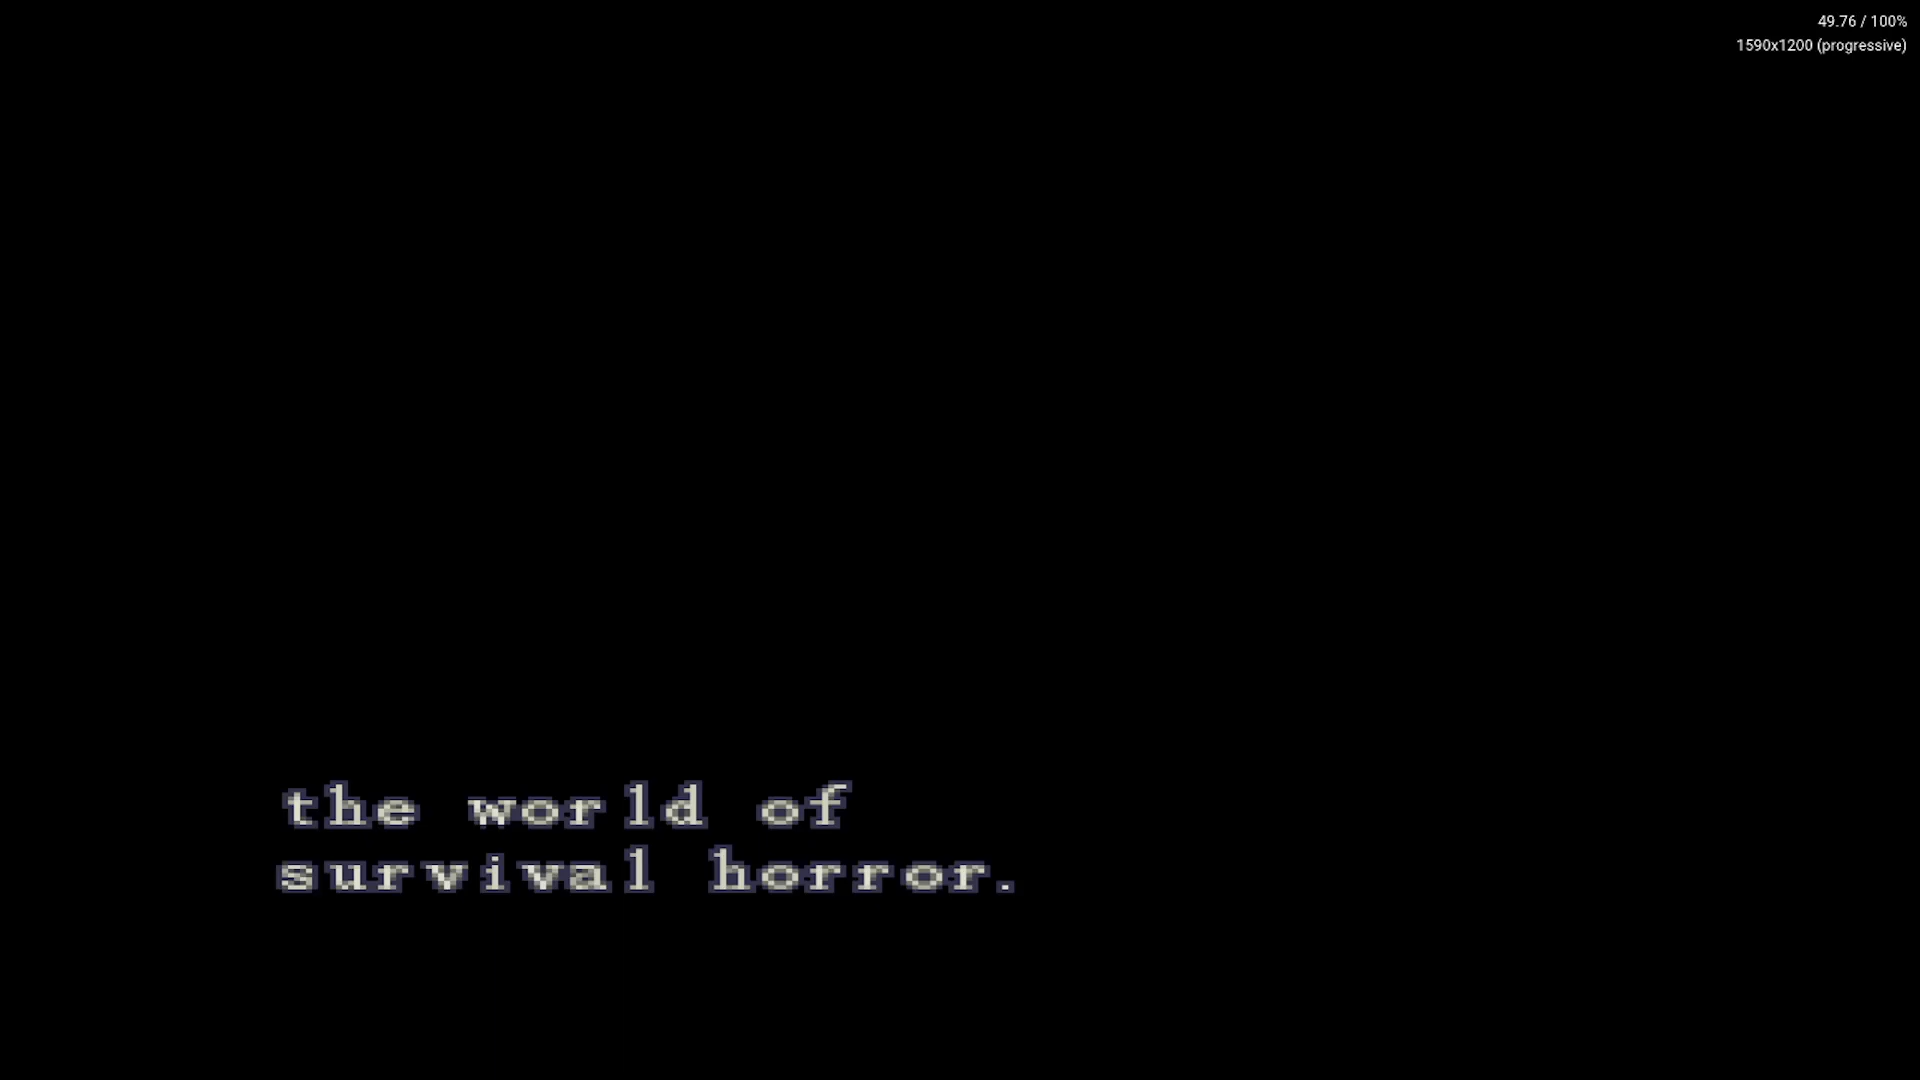 49.76 / 100%
1590x1200 (progressive)
the world of
survival horror.